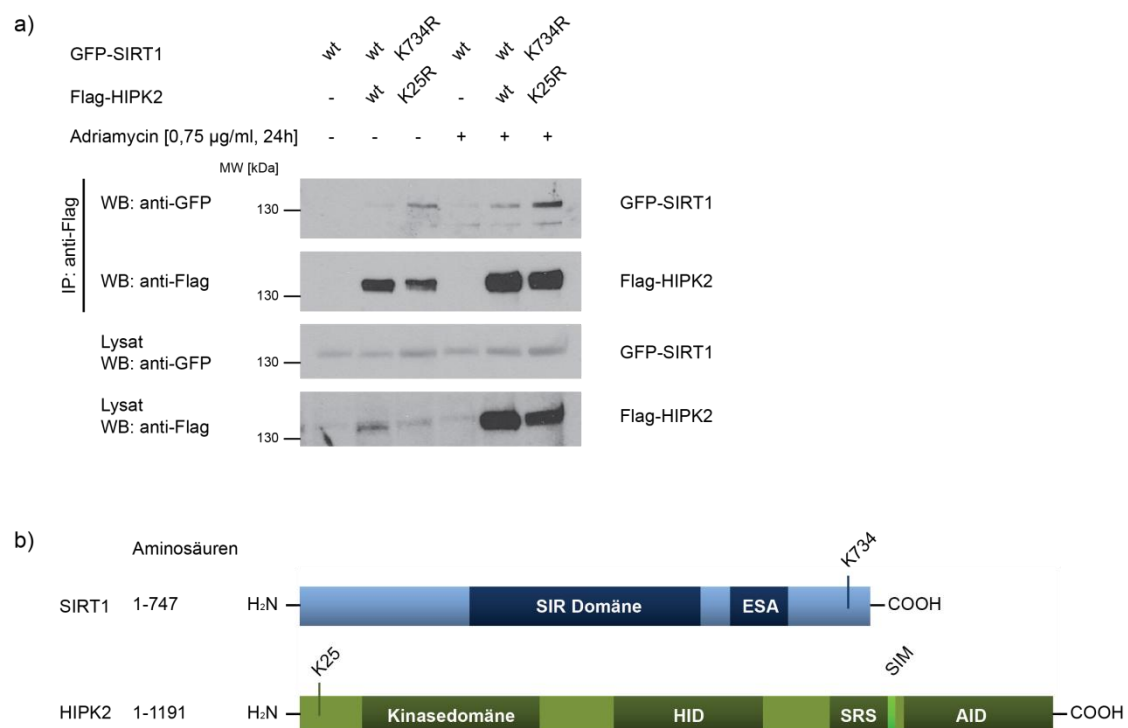 a)
GFP-SIRT1 wt wt K734R wt wt K734R
Flag-HIPK2 - wt K25R - wt K25R
Adriamycin [0,75 µg/ml, 24h] - - - + + +
MW [kDa]
IP: anti-Flag
WB: anti-GFP 130 GFP-SIRT1
WB: anti-Flag 130 Flag-HIPK2
Lysat
WB: anti-GFP 130 GFP-SIRT1
Lysat
WB: anti-Flag 130 Flag-HIPK2
b)
Aminosäuren
K734
SIRT1 1-747 H₂N SIR Domäne ESA COOH
K25 SIM
HIPK2 1-1191 H₂N Kinasedomäne HID SRS AID COOH